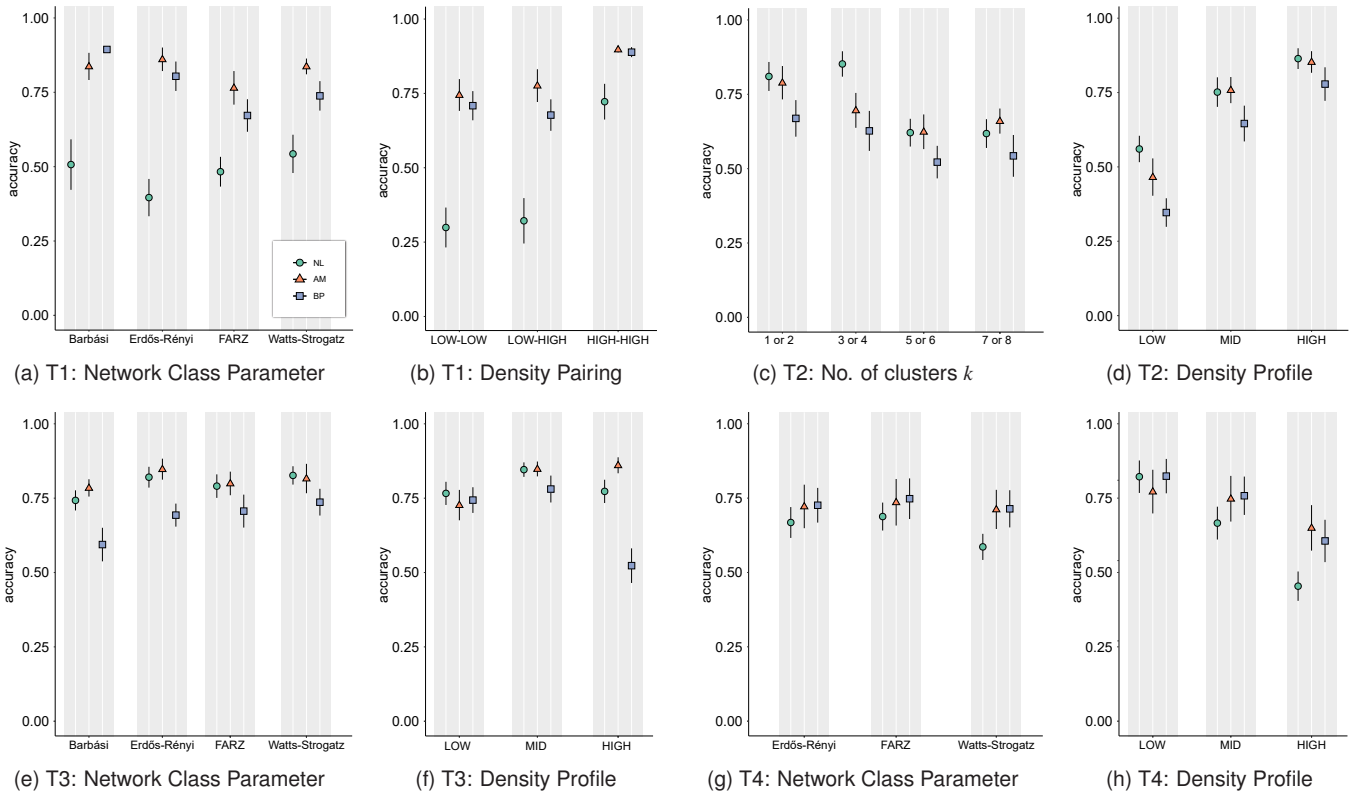 1.00
0.75
0.50
0.25
0.00
accuracy
NL
AM
BP
Barbási
Erdős-Rényi
FARZ
Watts-Strogatz
(a) T1: Network Class Parameter
1.00
0.75
0.50
0.25
0.00
accuracy
LOW-LOW
LOW-HIGH
HIGH-HIGH
(b) T1: Density Pairing
1.00
0.75
0.50
0.25
0.00
accuracy
1 or 2
3 or 4
5 or 6
7 or 8
(c) T2: No. of clusters k
1.00
0.75
0.50
0.25
0.00
accuracy
LOW
MID
HIGH
(d) T2: Density Profile
1.00
0.75
0.50
0.25
0.00
accuracy
Barbási
Erdős-Rényi
FARZ
Watts-Strogatz
(e) T3: Network Class Parameter
1.00
0.75
0.50
0.25
0.00
accuracy
LOW
MID
HIGH
(f) T3: Density Profile
1.00
0.75
0.50
0.25
0.00
accuracy
Erdős-Rényi
FARZ
Watts-Strogatz
(g) T4: Network Class Parameter
1.00
0.75
0.50
0.25
0.00
accuracy
LOW
MID
HIGH
(h) T4: Density Profile